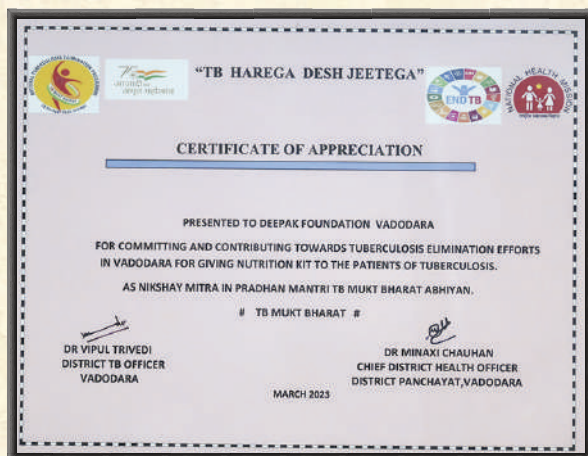 "TB HAREGA DESH JEETEGA"
END TB
NATIONAL HEALTH MISSION
CERTIFICATE OF APPRECIATION
PRESENTED TO DEEPAK FOUNDATION VADODARA
FOR COMMITTING AND CONTRIBUTING TOWARDS TUBERCULOSIS ELIMINATION EFFORTS
IN VADODARA FOR GIVING NUTRITION KIT TO THE PATIENTS OF TUBERCULOSIS.
AS NIKSHAY MITRA IN PRADHAN MANTRI TB MUKT BHARAT ABHIYAN.
# TB MUKT BHARAT #
DR VIPUL TRIVEDI
DISTRICT TB OFFICER
VADODARA
DR MINAXI CHAUHAN
CHIEF DISTRICT HEALTH OFFICER
DISTRICT PANCHAYAT,VADODARA
MARCH 2023